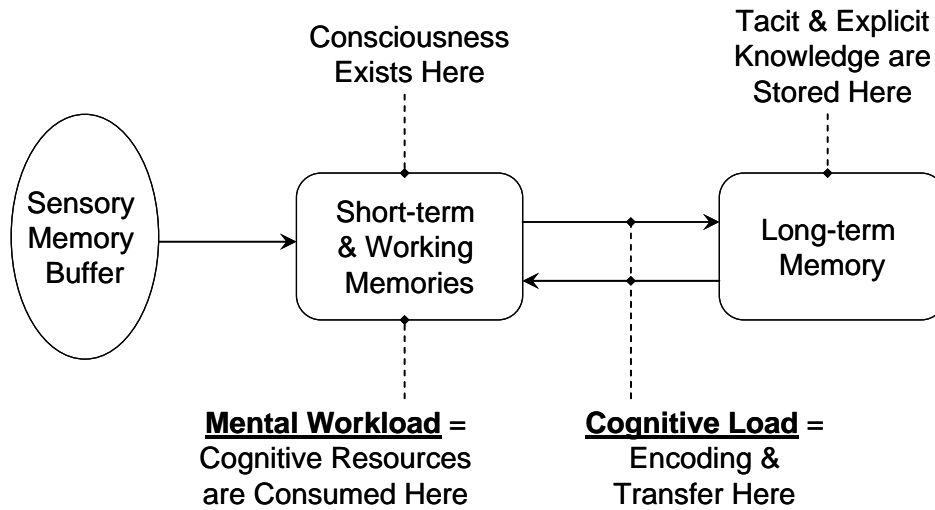 Consciousness
Exists Here
Tacit & Explicit
Knowledge are
Stored Here
Sensory
Memory
Buffer
Short-term
& Working
Memories
Long-term
Memory
Mental Workload =
Cognitive Resources
are Consumed Here
Cognitive Load =
Encoding &
Transfer Here